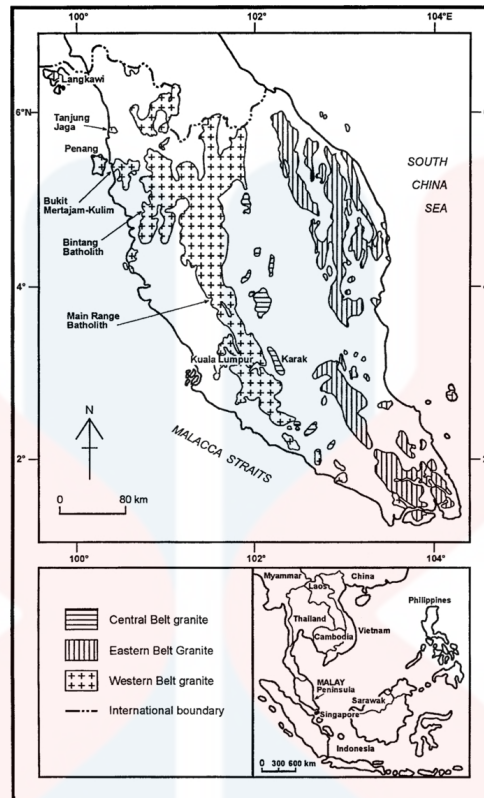 100°
102°
104°E
Langkawi
6°N
Tanjung
Jaga
Penang
SOUTH
CHINA
SEA
Bukit
Mertajam-Kulim
Bintang
Batholith
4°
Main Range
Batholith
Kuala Lumpur
Karak
N
MALACCA STRAITS
2°
2°
0 80 km
100°
102°
104°
Central Belt granite
Eastern Belt Granite
Western Belt granite
International boundary
Myanmar
China
Laos
Philippines
Thailand
Vietnam
Cambodia
MALAY
Peninsula
Sarawak
Singapore
Indonesia
0 300 600 km